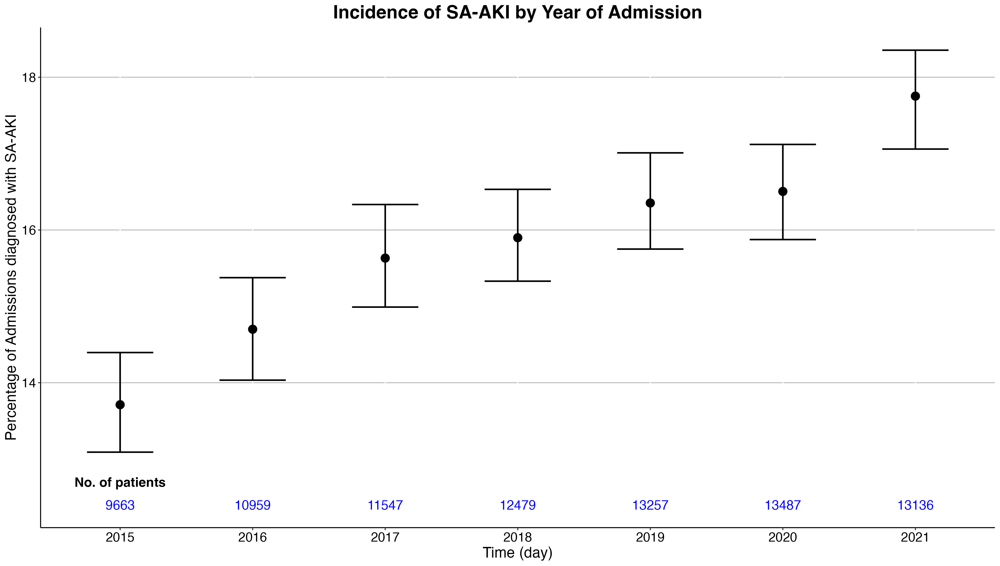 Incidence of SA-AKI by Year of Admission
Percentage of Admissions diagnosed with SA-AKI
18
16
14
No. of patients
9663 10959 11547 12479 13257 13487 13136
2015 2016 2017 2018 2019 2020 2021
Time (day)